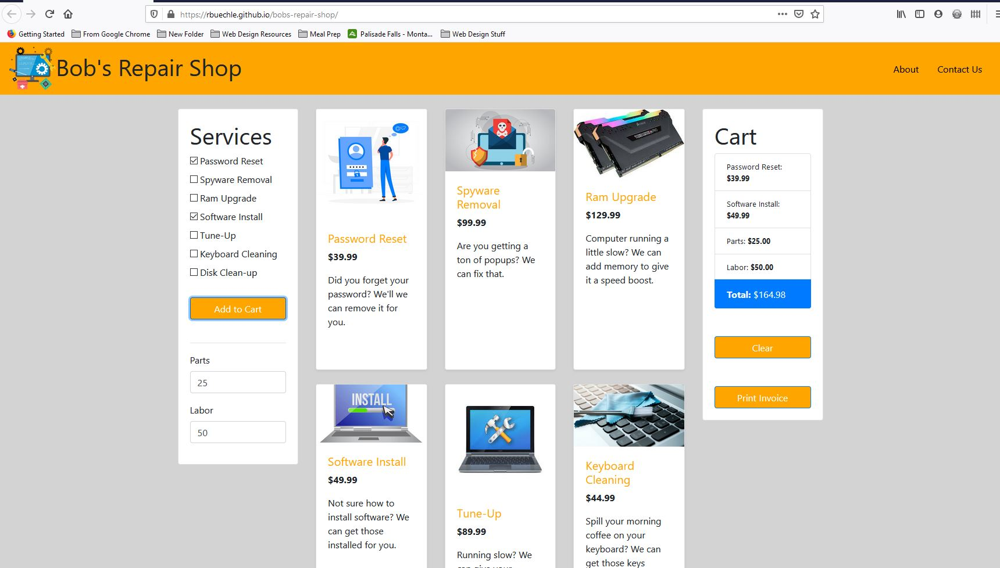 https://rbuechle.github.io/bobs-repair-shop/
Getting Started
From Google Chrome
New Folder
Web Design Resources
Meal Prep
Palisade Falls - Monta...
Web Design Stuff
Bob's Repair Shop
About
Contact Us
Services
Password Reset
Spyware Removal
Ram Upgrade
Software Install
Tune-Up
Keyboard Cleaning
Disk Clean-up
Add to Cart
Parts
25
Labor
50
Password Reset
$39.99
Did you forget your
password? We'll we
can remove it for
you.
Spyware
Removal
$99.99
Are you getting a
ton of popups? We
can fix that.
Ram Upgrade
$129.99
Computer running a
little slow? We can
add memory to give
it a speed boost.
INSTALL
Software Install
$49.99
Not sure how to
install software? We
can get those
installed for you.
Tune-Up
$89.99
Running slow? We
can give your
Keyboard
Cleaning
$44.99
Spill your morning
coffee on your
keyboard? We can
get those keys
Cart
Password Reset:
$39.99
Software Install:
$49.99
Parts: $25.00
Labor: $50.00
Total: $164.98
Clear
Print Invoice